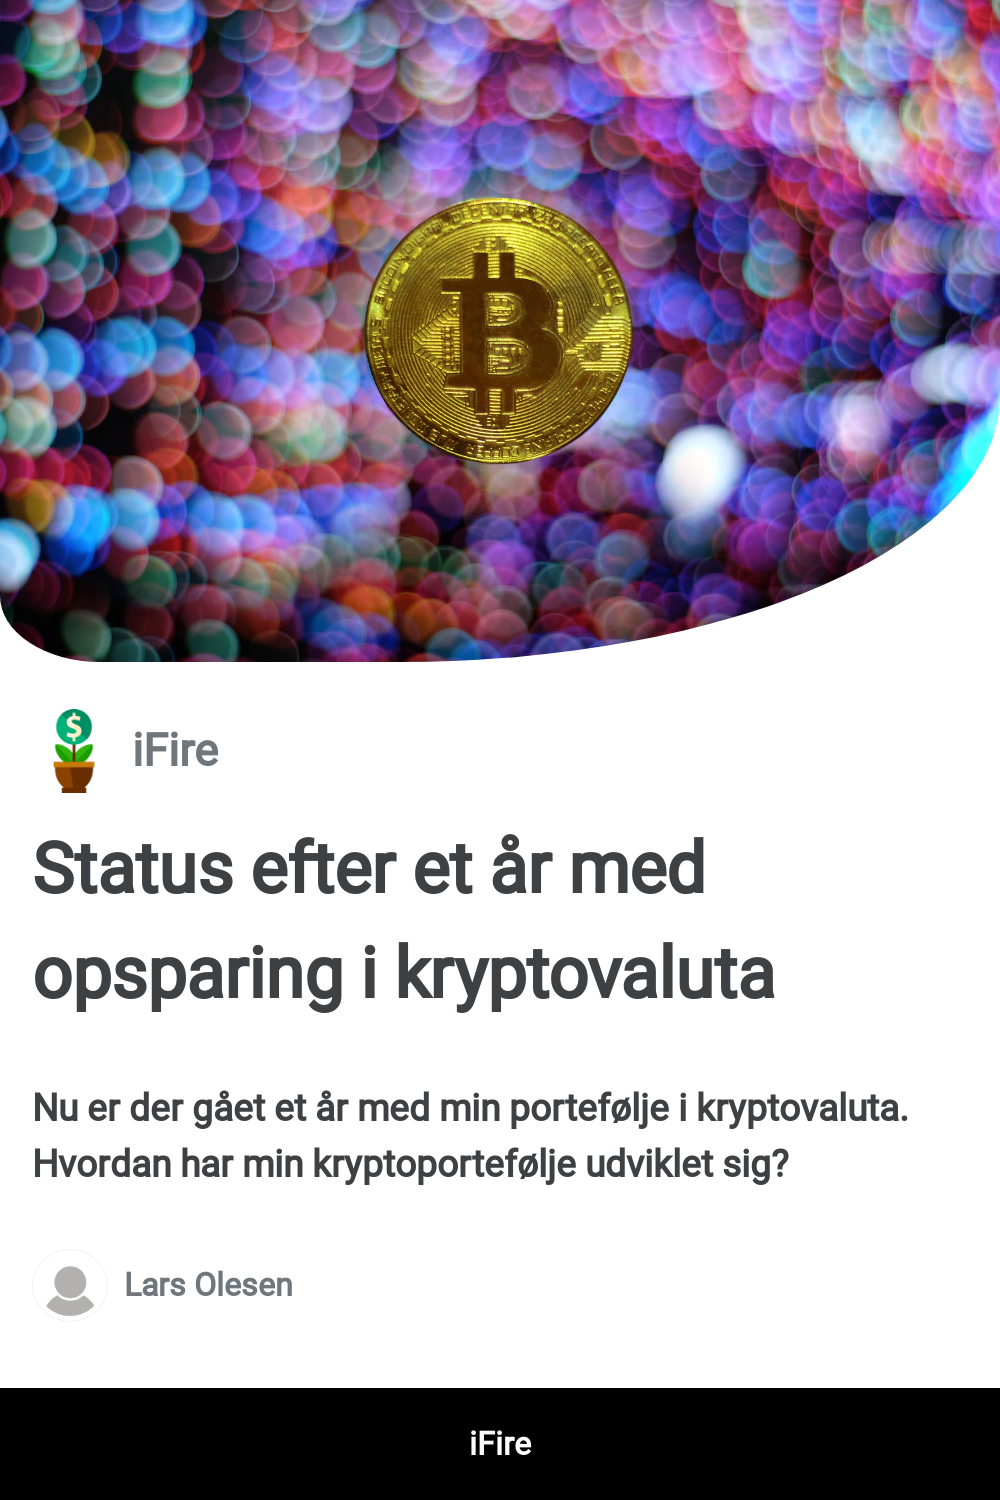 iFire
Status efter et år med
opsparing i kryptovaluta
Nu er der gået et år med min portefølje i kryptovaluta.
Hvordan har min kryptoportefølje udviklet sig?
Lars Olesen
iFire